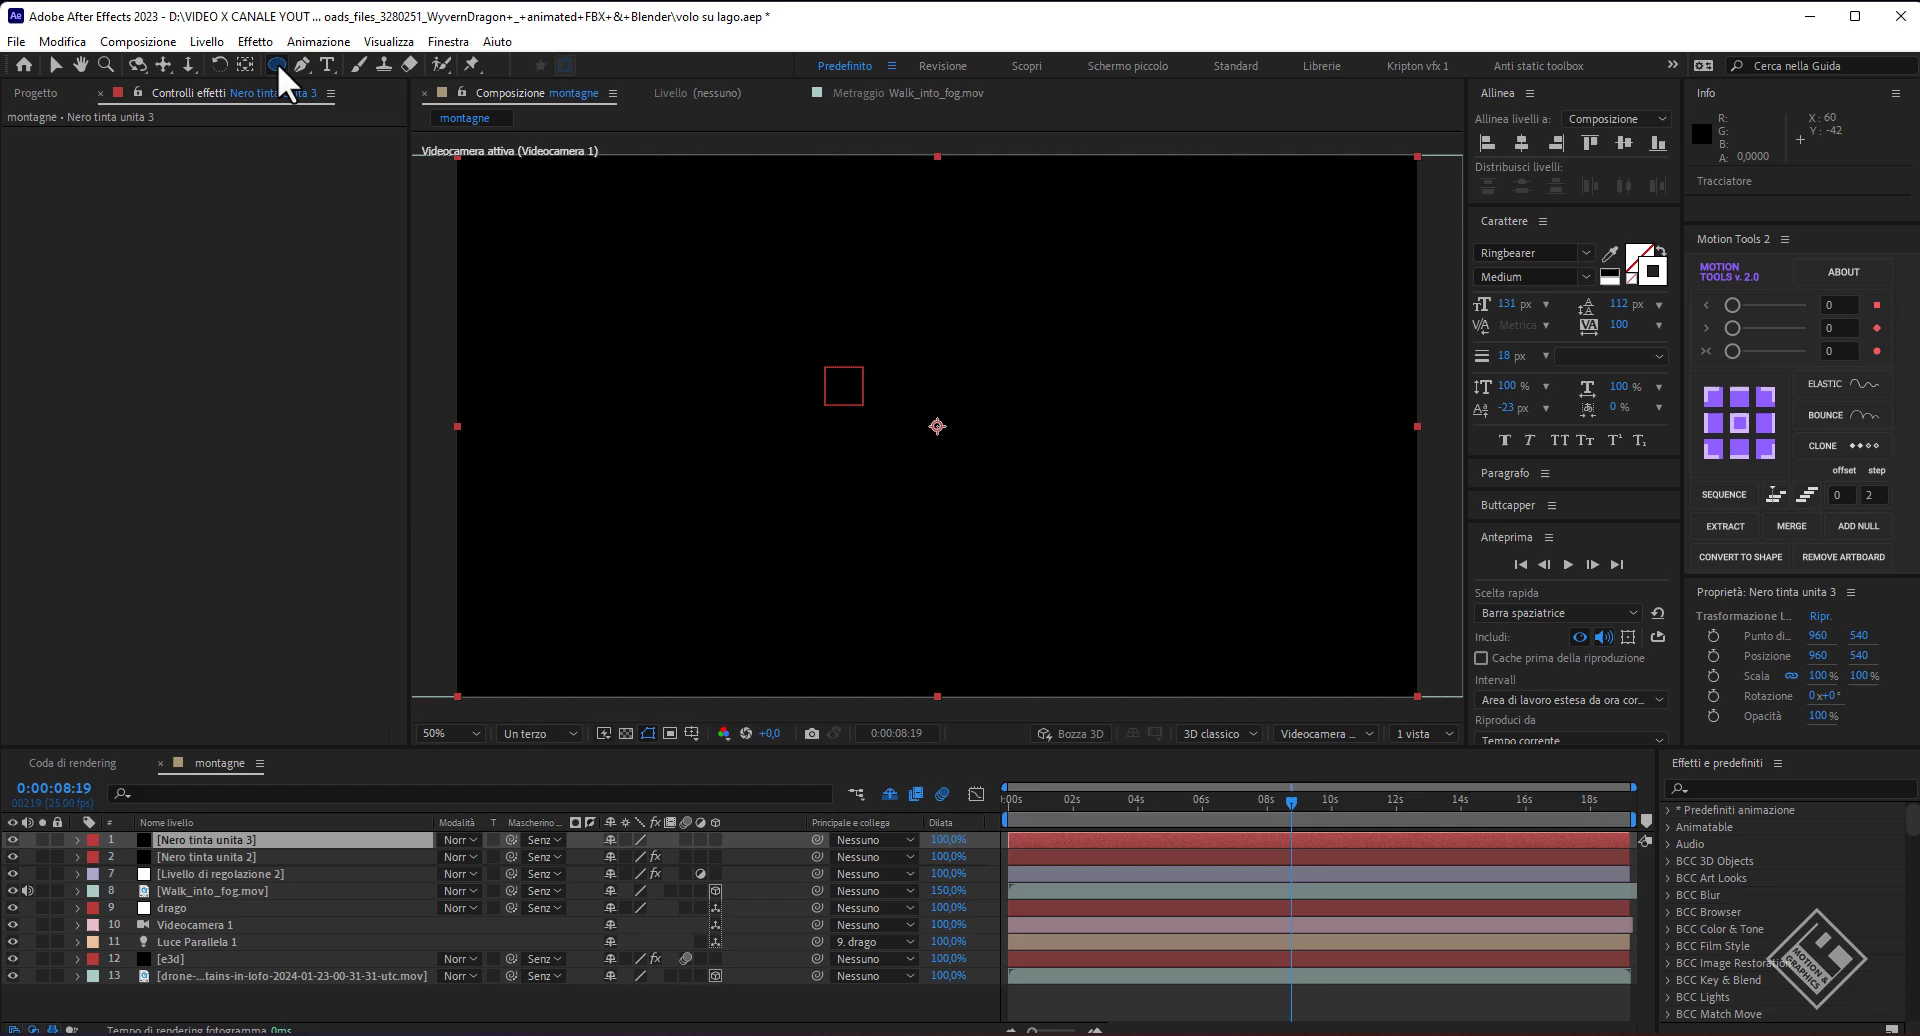 Adobe After Effects 2023 - D:\VIDEO X CANALE YOUT ... oads_files_3280251_WyvernDragon+_+animated+FBX+&+Blender\volo su lago.aep *
File Modifica Composizione Livello Effetto Animazione Visualizza Finestra Aiuto
Predefinito Revisione Scopri Schermo piccolo Standard Librerie Kripton vfx 1 Anti static toolbox Cerca nella Guida
Progetto Controlli effetti Nero tinta unita 3 Composizione montagne Livello (nessuno) Metraggio Walk_into_fog.mov
montagne • Nero tinta unita 3
montagne
Videocamera attiva (Videocamera 1)
50% Un terzo +0,0 0:00:08:19 Bozza 3D 3D classico Videocamera ... 1 vista
Allinea
Allinea livelli a: Composizione
Distribuisci livelli:
Carattere
Ringbearer
Medium
131 px 112 px
Metrica 100
18 px
100 % 100 %
-23 px 0 %
Paragrafo
Buttcapper
Anteprima
Scelta rapida
Barra spaziatrice
Includi:
Cache prima della riproduzione
Intervall
Area di lavoro estesa da ora cor...
Riproduci da
Tempo corrente
Info
R: X: 60
G: Y: -42
B:
A: 0,0000
Tracciatore
Motion Tools 2
MOTION TOOLS v. 2.0 ABOUT
0
0
0
ELASTIC
BOUNCE
CLONE
offset step
SEQUENCE 0 2
EXTRACT MERGE ADD NULL
CONVERT TO SHAPE REMOVE ARTBOARD
Proprietà: Nero tinta unita 3
Trasformazione l... Ripr.
Punto di... 960 540
Posizione 960 540
Scala 100 % 100 %
Rotazione 0x+0°
Opacità 100 %
Coda di rendering montagne
0:00:08:19
00219 (25.00 fps)
:00s 02s 04s 06s 08s 10s 12s 14s 16s 18s
# Nome livello Modalità T Mascherino ... Principale e collega Dilata
1 [Nero tinta unita 3] Norr Senz Nessuno 100,0%
2 [Nero tinta unita 2] Norr Senz Nessuno 100,0%
7 [Livello di regolazione 2] Norr Senz Nessuno 100,0%
8 [Walk_into_fog.mov] Norr Senz Nessuno 150,0%
9 drago Norr Senz Nessuno 100,0%
10 Videocamera 1 Nessuno 100,0%
11 Luce Parallela 1 9. drago 100,0%
12 [e3d] Norr Senz Nessuno 100,0%
13 [drone-...tains-in-lofo-2024-01-23-00-31-31-utc.mov] Norr Senz Nessuno 100,0%
Tempo di rendering fotogramma 0ms
Effetti e predefiniti
* Predefiniti animazione
Animatable
Audio
BCC 3D Objects
BCC Art Looks
BCC Blur
BCC Browser
BCC Color & Tone
BCC Film Style
BCC Image Restoration
BCC Key & Blend
BCC Lights
BCC Match Move
MOTION & GRAPHICS